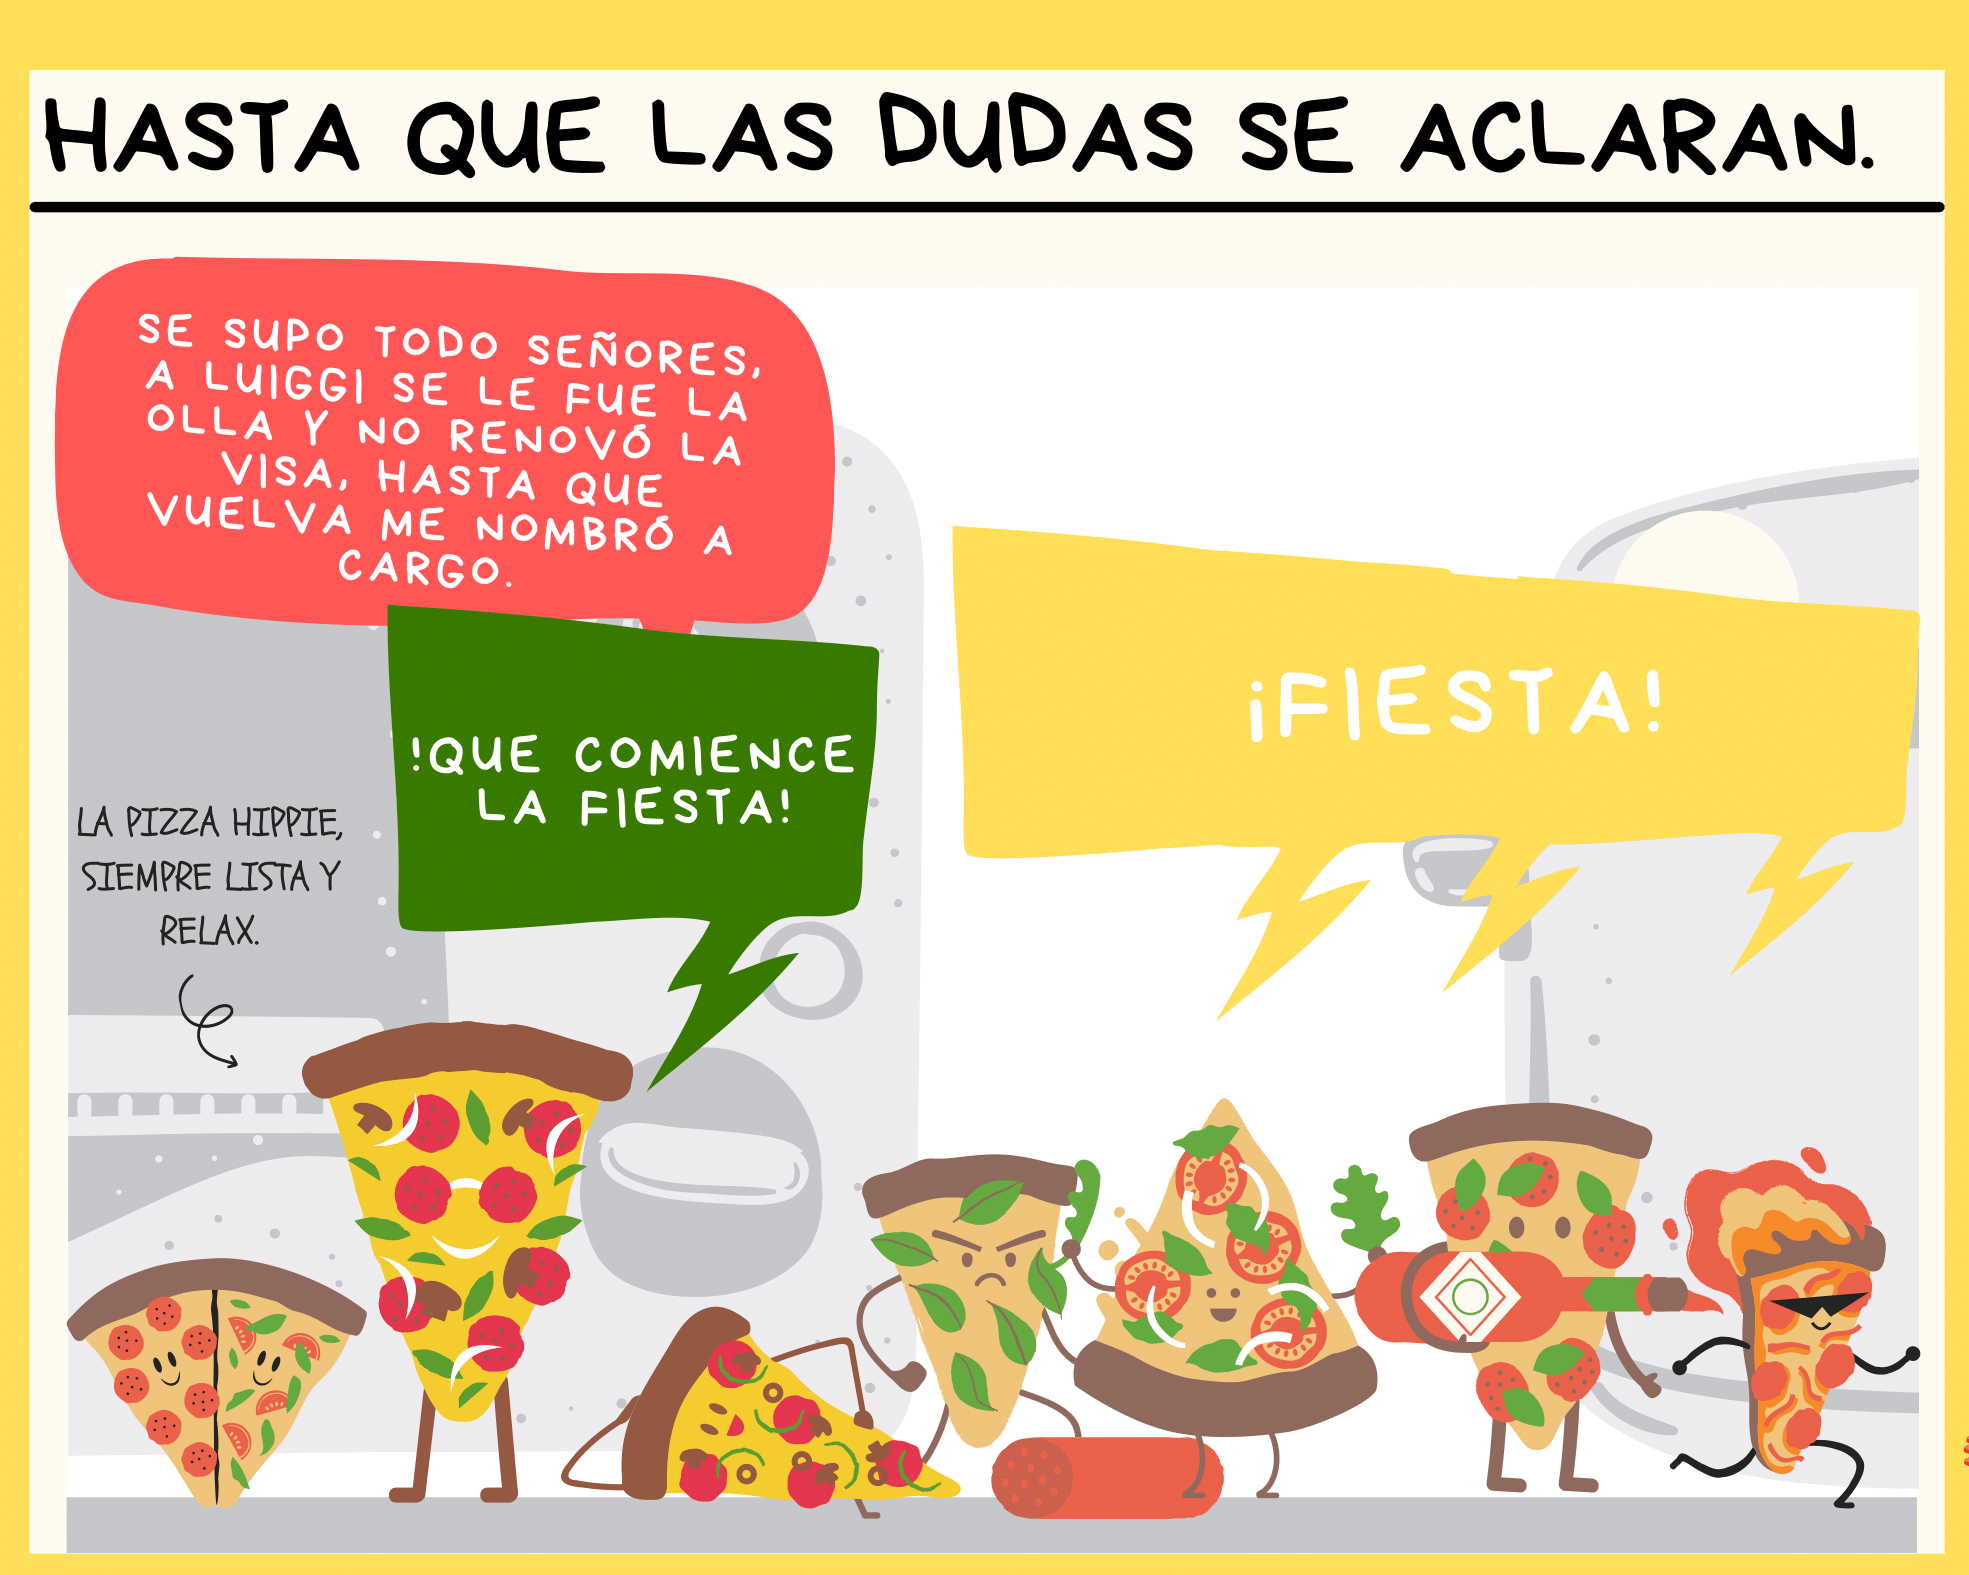 HASTA QUE LAS DUDAS SE ACLARAN.
SE SUPO TODO SEÑORES,
A LUIGGI SE LE FUE LA
OLLA Y NO RENOVÓ LA
VISA, HASTA QUE
VUELVA ME NOMBRÓ A
CARGO.
!QUE COMIENCE
LA FIESTA!
¡FIESTA!
LA PIZZA HIPPIE,
SIEMPRE LISTA Y
RELAX.